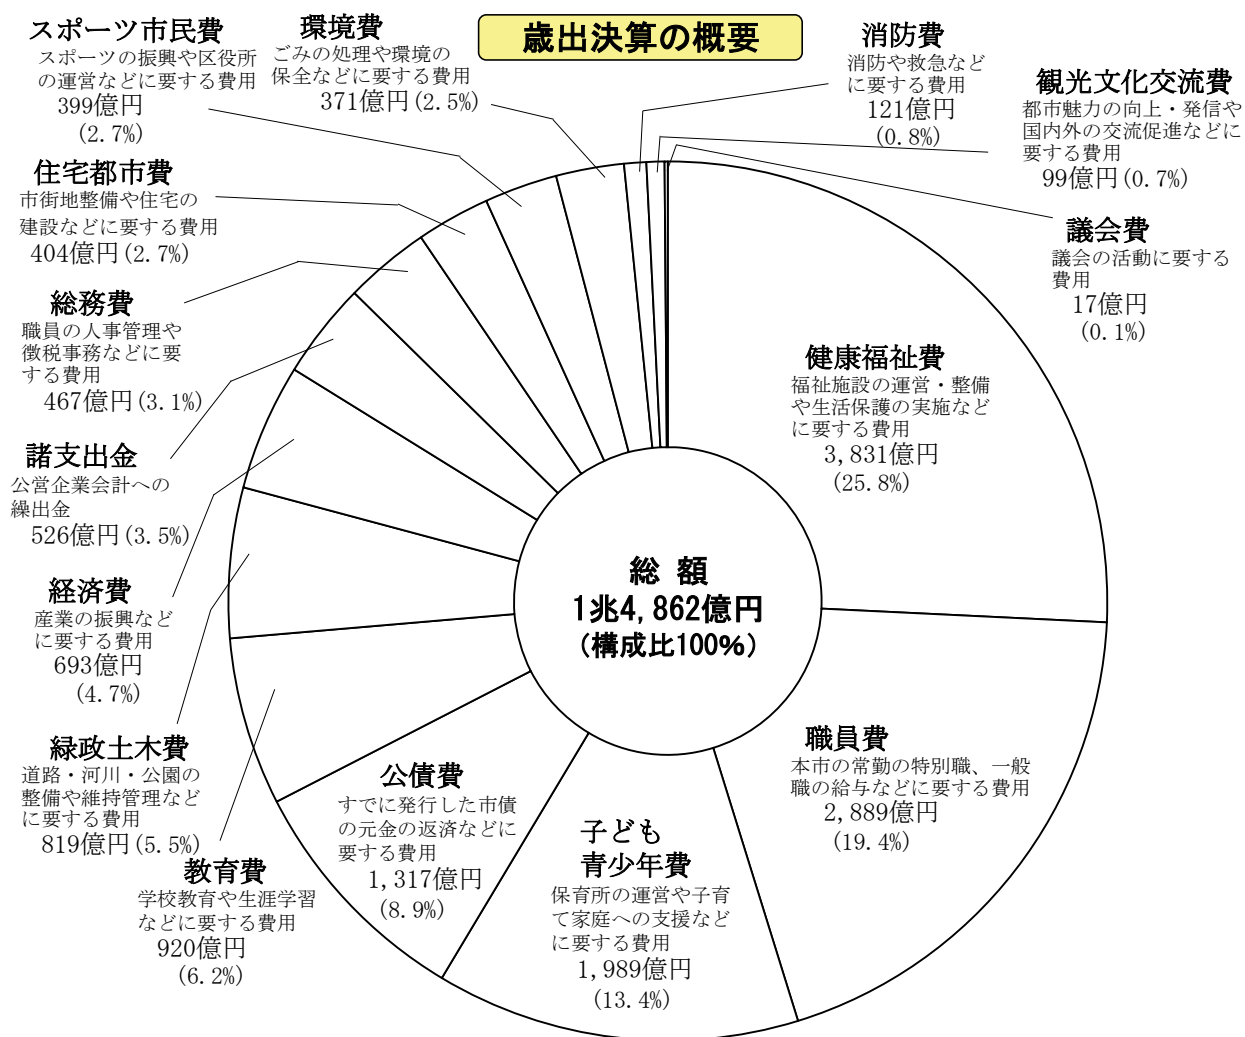 歳出決算の概要
スポーツ市民費
スポーツの振興や区役所
の運営などに要する費用
399億円
(2.7%)
環境費
ごみの処理や環境の
保全などに要する費用
371億円(2.5%)
消防費
消防や救急など
に要する費用
121億円
(0.8%)
観光文化交流費
都市魅力の向上・発信や
国内外の交流促進などに
要する費用
99億円(0.7%)
議会費
議会の活動に要する
費用
17億円
(0.1%)
住宅都市費
市街地整備や住宅の
建設などに要する費用
404億円(2.7%)
総務費
職員の人事管理や
徴税事務などに要
する費用
467億円(3.1%)
諸支出金
公営企業会計への
繰出金
526億円(3.5%)
経済費
産業の振興など
に要する費用
693億円
(4.7%)
緑政土木費
道路・河川・公園の
整備や維持管理など
に要する費用
819億円(5.5%)
教育費
学校教育や生涯学習
などに要する費用
920億円
(6.2%)
公債費
すでに発行した市債
の元金の返済などに
要する費用
1,317億円
(8.9%)
子ども
青少年費
保育所の運営や子育
て家庭への支援など
に要する費用
1,989億円
(13.4%)
職員費
本市の常勤の特別職、一般
職の給与などに要する費用
2,889億円
(19.4%)
健康福祉費
福祉施設の運営・整備
や生活保護の実施など
に要する費用
3,831億円
(25.8%)
総 額
1兆4,862億円
(構成比100%)